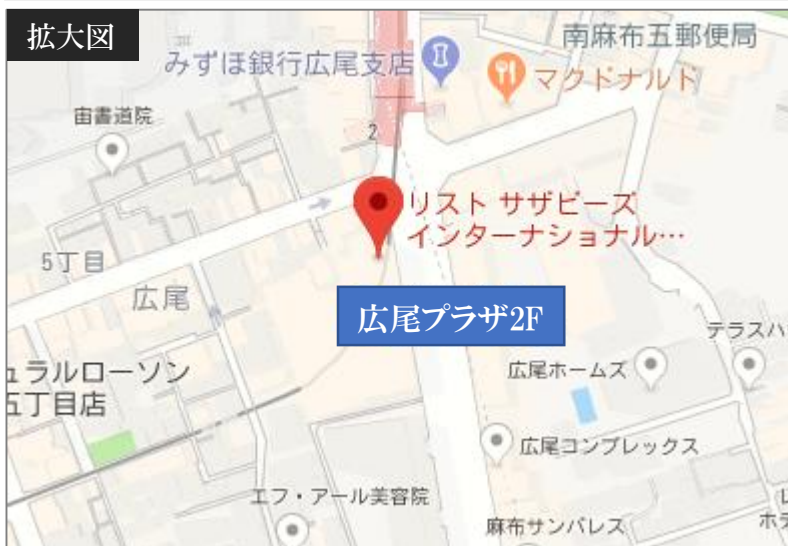 拡大図
南麻布五郵便局
みずほ銀行広尾支店
マクドナルド
宙書道院
2
リスト サザビーズ
インターナショナル…
5丁目
広尾
広尾プラザ2F
テラスハ
ュラルローソン
五丁目店
広尾ホームズ
広尾コンプレックス
エフ・アール美容院
麻布サンパレス
ホテ